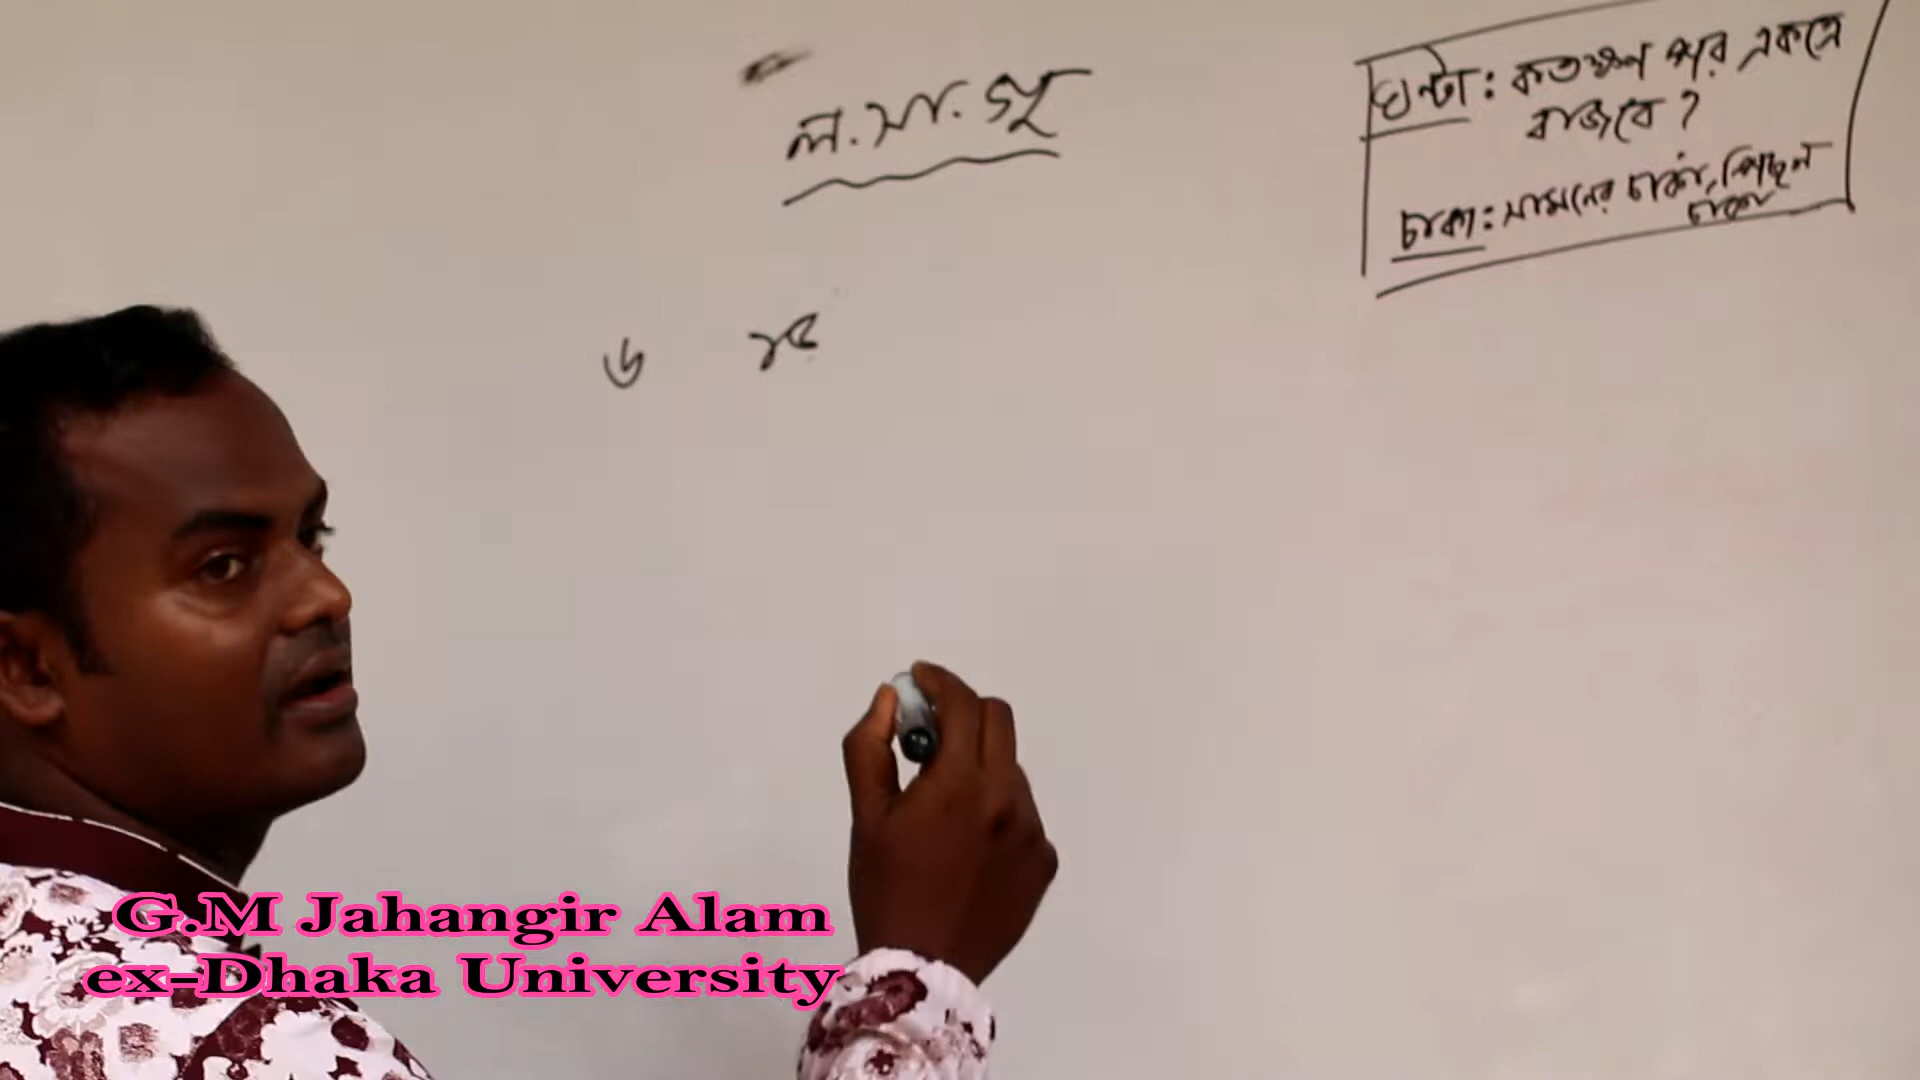 ল.সা.গু
ঘন্টা : কতক্ষণ পর একত্রে
বাজবে ?
চাকা : সামনের চাকা, পিছন
চাকা
৬ ১৫
G.M Jahangir Alam
ex-Dhaka University